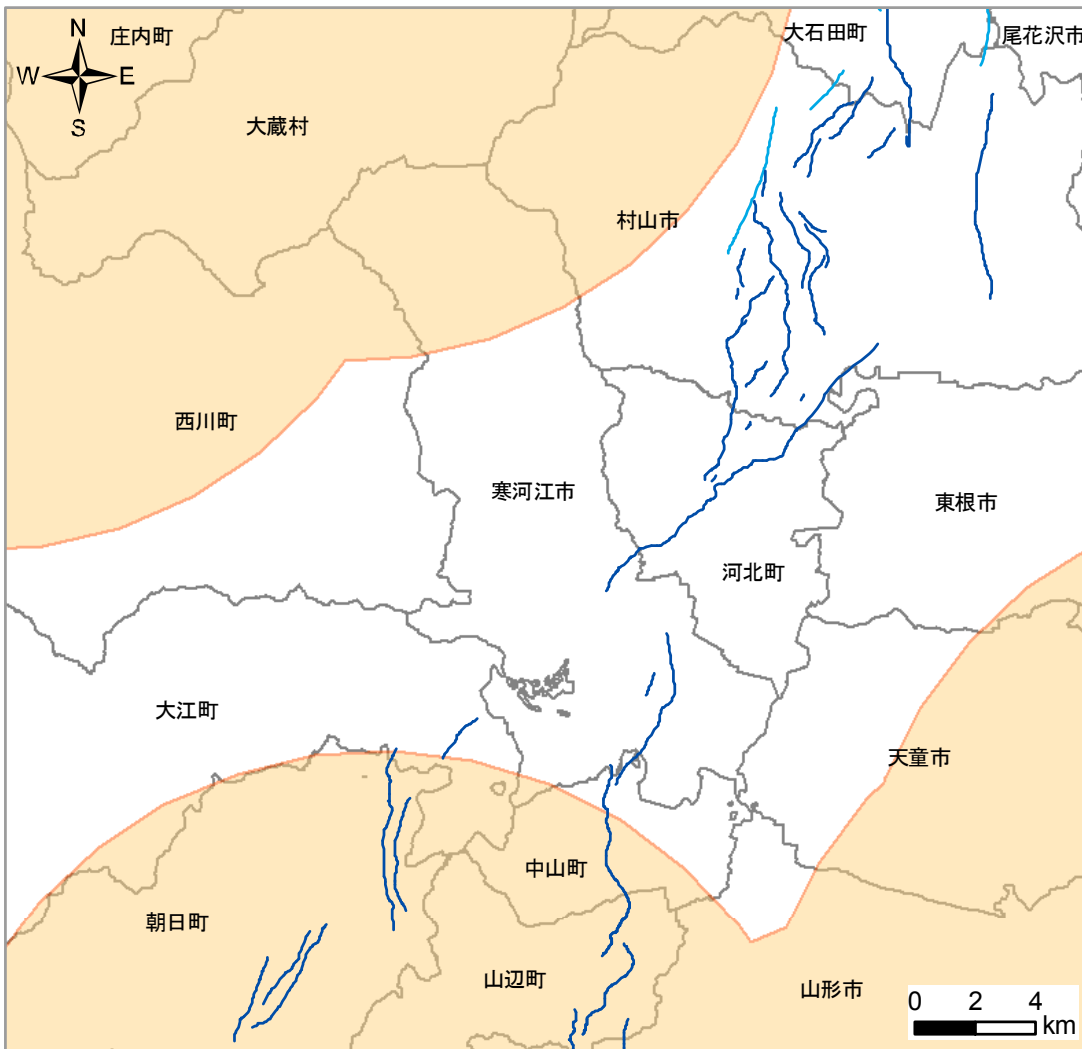 N
W
E
S
庄内町
大石田町
尾花沢市
大蔵村
村山市
西川町
寒河江市
東根市
河北町
大江町
天童市
中山町
朝日町
山辺町
山形市
0 2 4
km